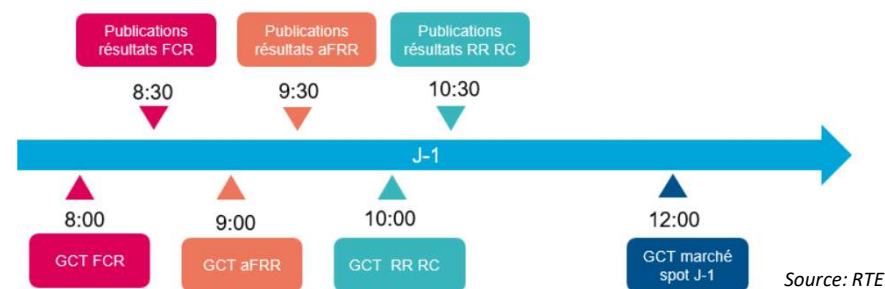 Publications
résultats FCR
Publications
résultats aFRR
Publications
résultats RR RC
8:30
9:30
10:30
J-1
8:00
9:00
10:00
12:00
GCT FCR
GCT aFRR
GCT RR RC
GCT marché
spot J-1
Source: RTE